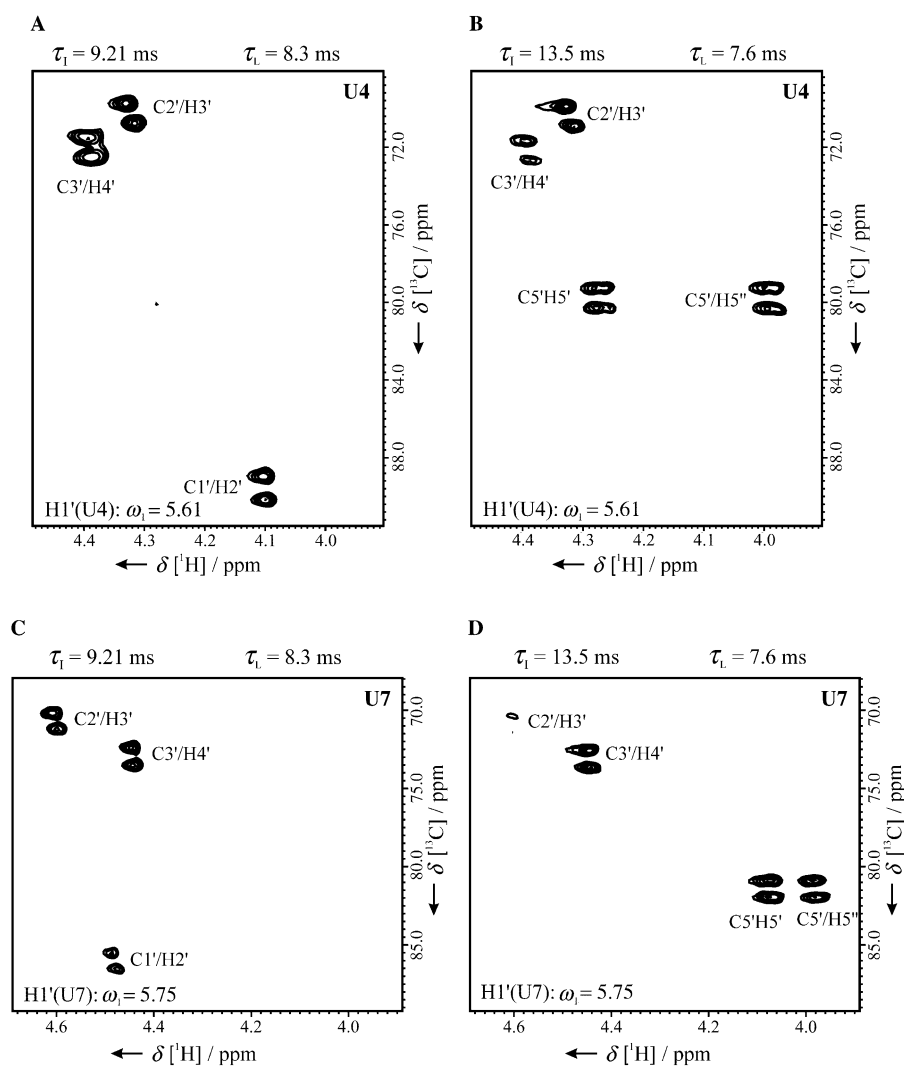 A
τI = 9.21 ms τL = 8.3 ms
U4
C2'/H3'
C3'/H4'
C1'/H2'
H1'(U4): ω1 = 5.61
72.0
76.0
80.0
84.0
88.0
δ [13C] / ppm
4.4 4.3 4.2 4.1 4.0
δ [1H] / ppm
B
τI = 13.5 ms τL = 7.6 ms
U4
C2'/H3'
C3'/H4'
C5'H5'
C5'/H5"
H1'(U4): ω1 = 5.61
72.0
76.0
80.0
84.0
88.0
δ [13C] / ppm
4.4 4.3 4.2 4.1 4.0
δ [1H] / ppm
C
τI = 9.21 ms τL = 8.3 ms
U7
C2'/H3'
C3'/H4'
C1'/H2'
H1'(U7): ω1 = 5.75
70.0
75.0
80.0
85.0
δ [13C] / ppm
4.6 4.4 4.2 4.0
δ [1H] / ppm
D
τI = 13.5 ms τL = 7.6 ms
U7
C2'/H3'
C3'/H4'
C5'H5'
C5'/H5"
H1'(U7): ω1 = 5.75
70.0
75.0
80.0
85.0
δ [13C] / ppm
4.6 4.4 4.2 4.0
δ [1H] / ppm